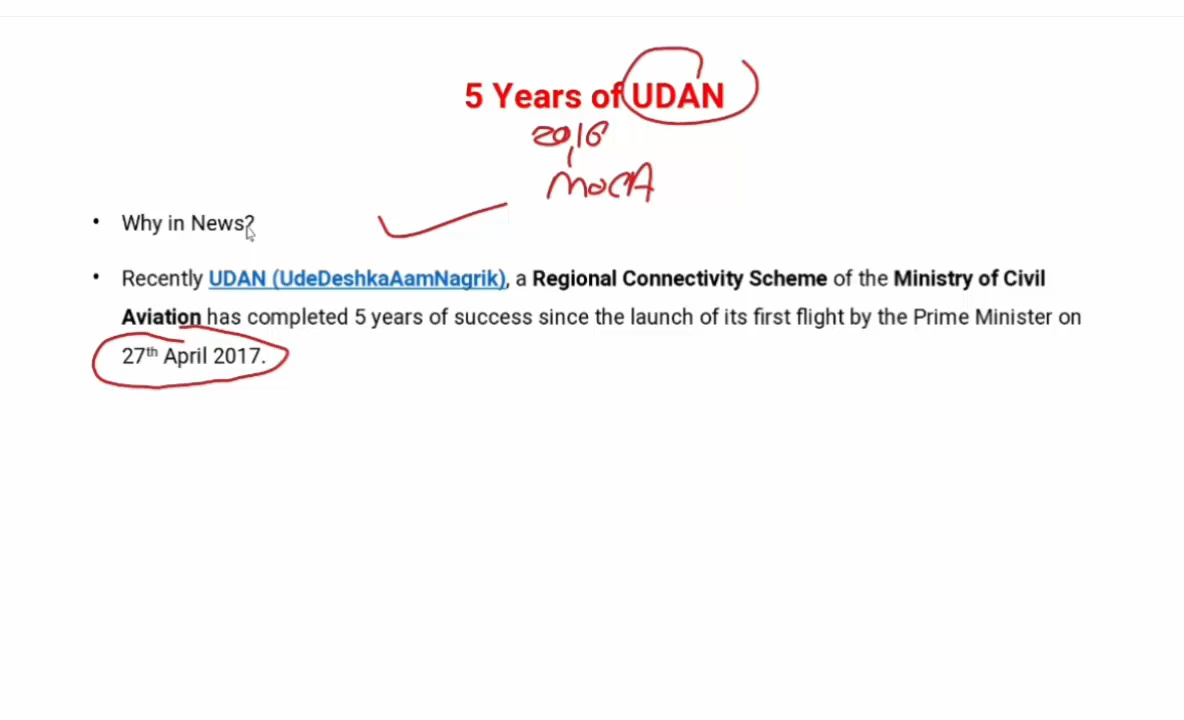 5 Years of UDAN
2016
MoCA
• Why in News?
• Recently UDAN (UdeDeshkaAamNagrik), a Regional Connectivity Scheme of the Ministry of Civil
Aviation has completed 5 years of success since the launch of its first flight by the Prime Minister on
27th April 2017.